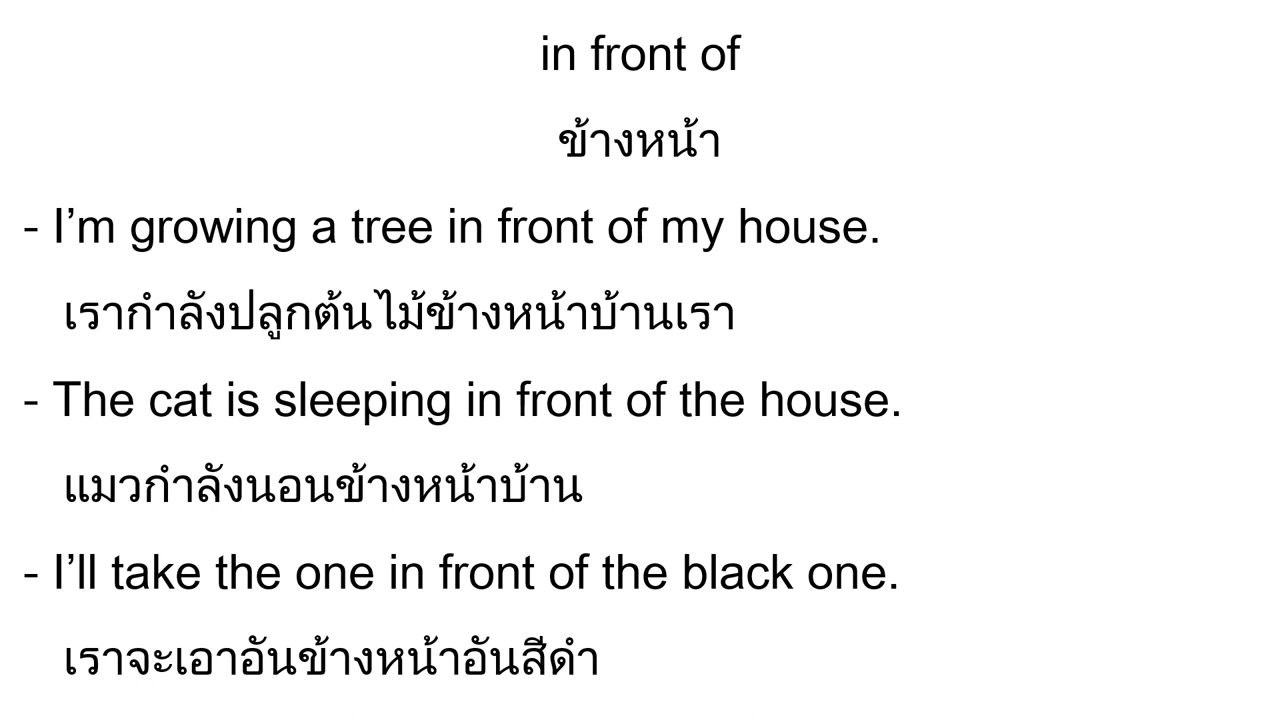 in front of
ข้างหน้า
- I’m growing a tree in front of my house.
เรากำลังปลูกต้นไม้ข้างหน้าบ้านเรา
- The cat is sleeping in front of the house.
แมวกำลังนอนข้างหน้าบ้าน
- I’ll take the one in front of the black one.
เราจะเอาอันข้างหน้าอันสีดำ